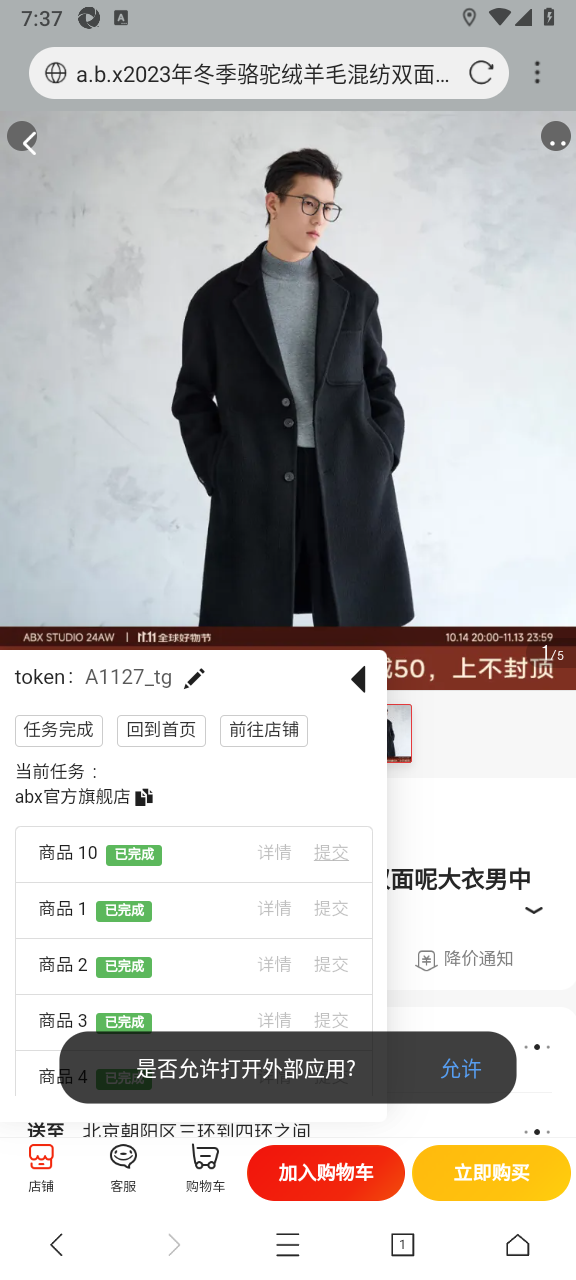 7:37
A
a.b.x2023年冬季骆驼绒羊毛混纺双面...
ABX STUDIO 24AW | 11.11 全球好物节
10.14 20:00-11.13 23:59
50，上不封顶
1/5
token： A1127_tg
任务完成
回到首页
前往店铺
当前任务：
abx官方旗舰店
商品 10 已完成 详情 提交
商品 1 已完成 详情 提交
商品 2 已完成 详情 提交
商品 3 已完成 详情 提交
商品 4 已完成 详情 提交
双面呢大衣男中
降价通知
是否允许打开外部应用? 允许
送至 北京朝阳区三环到四环之间
店铺
客服
购物车
加入购物车
立即购买
1